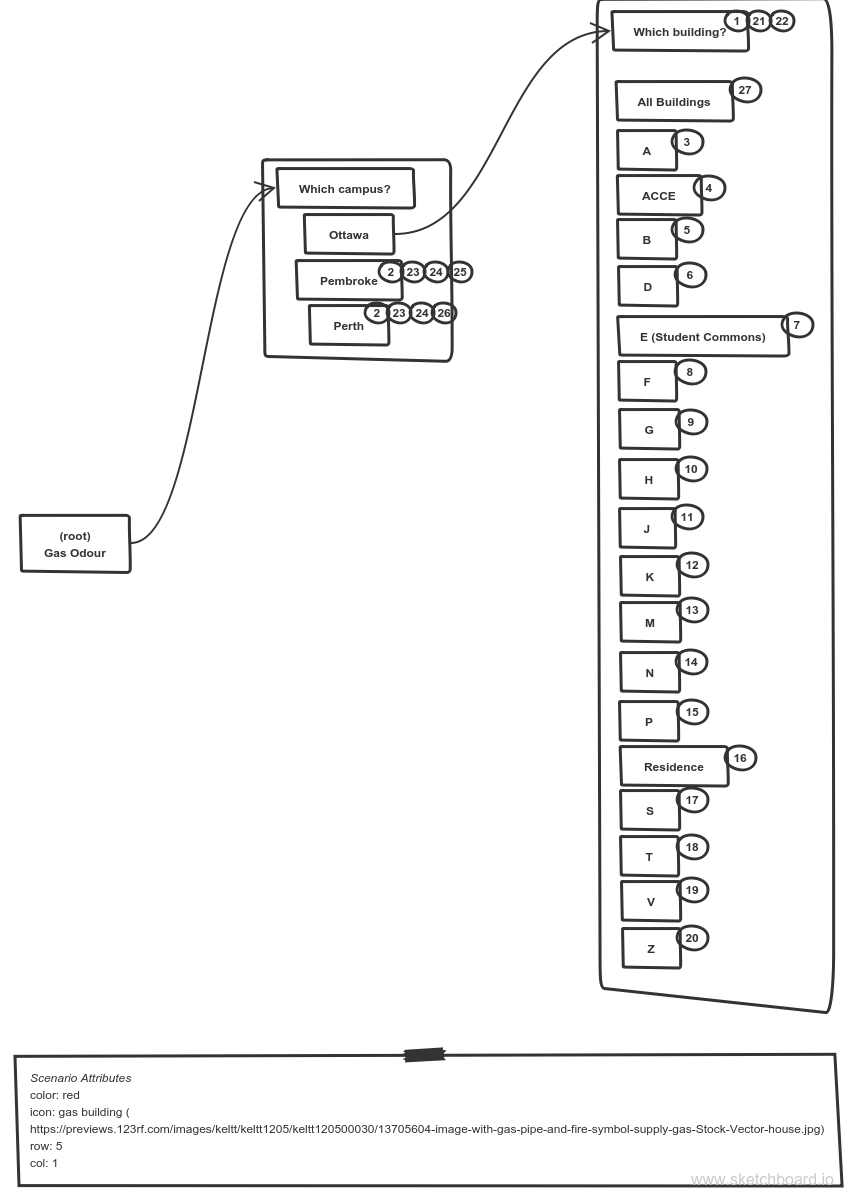 Which building? 1 21 22
All Buildings 27
A 3
ACCE 4
B 5
D 6
E (Student Commons) 7
F 8
G 9
H 10
J 11
K 12
M 13
N 14
P 15
Residence 16
S 17
T 18
V 19
Z 20
Which campus?
Ottawa
Pembroke 2 23 24 25
Perth 2 23 24 26
(root)
Gas Odour
Scenario Attributes
color: red
icon: gas building (
https://previews.123rf.com/images/keltt/keltt1205/keltt120500030/13705604-image-with-gas-pipe-and-fire-symbol-supply-gas-Stock-Vector-house.jpg)
row: 5
col: 1
www.sketchboard.io